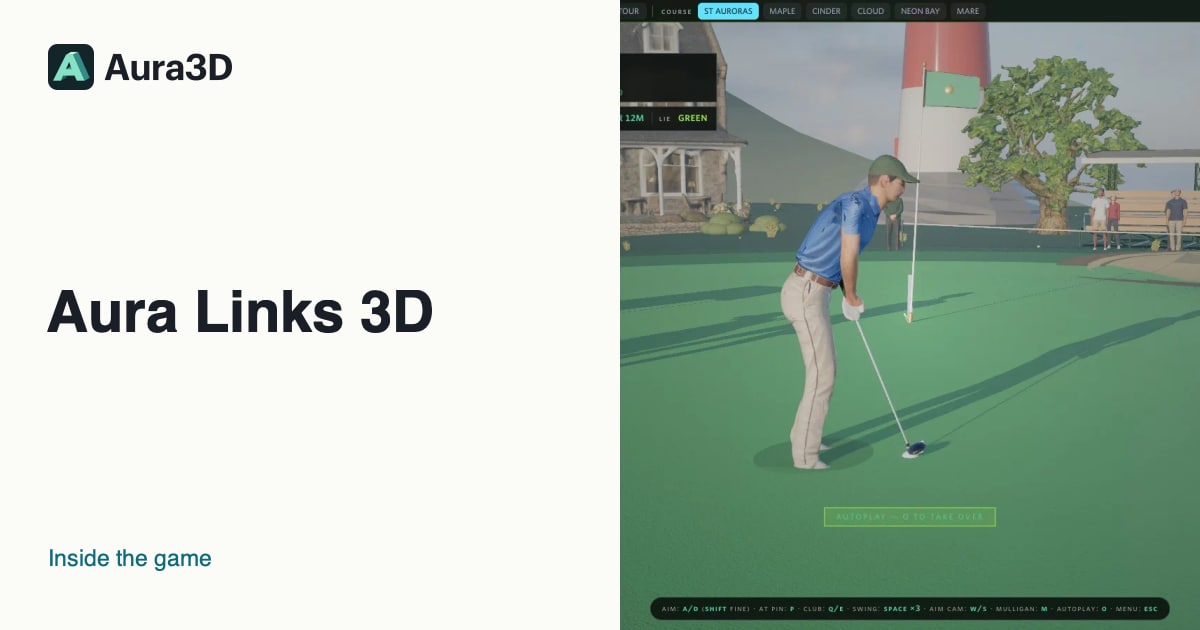 Aura3D
Aura Links 3D
Inside the game
TOUR COURSE ST AURORAS MAPLE CINDER CLOUD NEON BAY MARE
12M LIE GREEN
AUTOPLAY — O TO TAKE OVER
AIM: A/D (SHIFT FINE) · AT PIN: P · CLUB: Q/E · SWING: SPACE ×3 · AIM CAM: W/S · MULLIGAN: M · AUTOPLAY: O · MENU: ESC